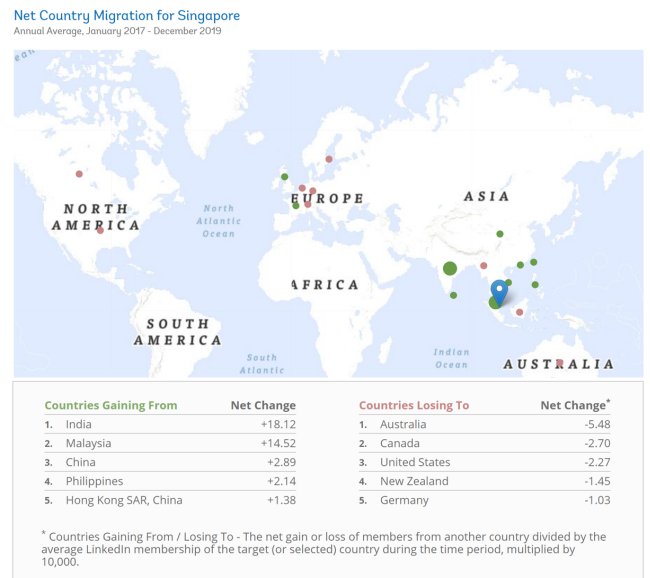 Net Country Migration for Singapore
Annual Average, January 2017 - December 2019
ean
NORTH
AMERICA
North
Atlantic
Ocean
EUROPE
ASIA
AFRICA
SOUTH
AMERICA
South
Atlantic
Indian
Ocean
AUSTRALIA
Countries Gaining From Net Change
1. India +18.12
2. Malaysia +14.52
3. China +2.89
4. Philippines +2.14
5. Hong Kong SAR, China +1.38
Countries Losing To Net Change*
1. Australia -5.48
2. Canada -2.70
3. United States -2.27
4. New Zealand -1.45
5. Germany -1.03
* Countries Gaining From / Losing To - The net gain or loss of members from another country divided by the
average LinkedIn membership of the target (or selected) country during the time period, multiplied by
10,000.